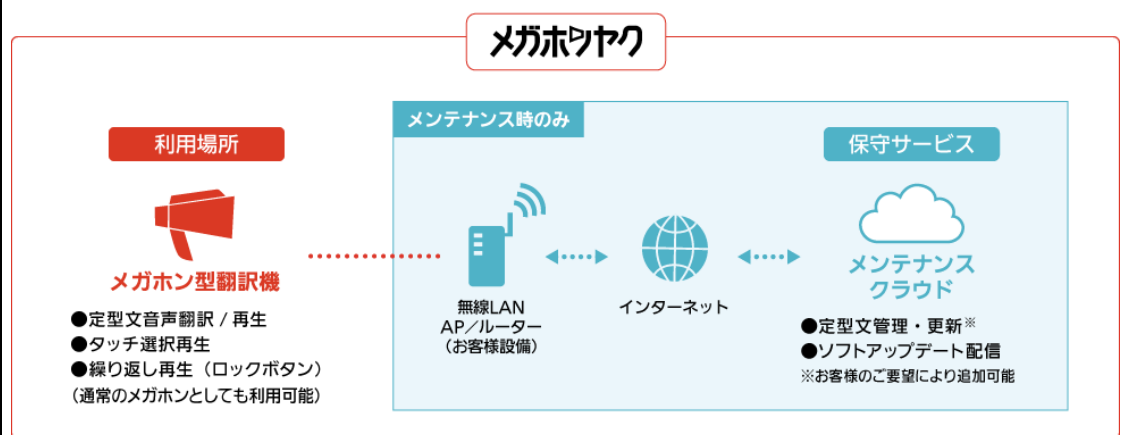 メガホンヤク
メンテナンス時のみ
利用場所
メガホン型翻訳機
●定型文音声翻訳 / 再生
●タッチ選択再生
●繰り返し再生（ロックボタン）
（通常のメガホンとしても利用可能）
無線LAN
AP／ルーター
（お客様設備）
インターネット
保守サービス
メンテナンス
クラウド
●定型文管理・更新※
●ソフトアップデート配信
※お客様のご要望により追加可能